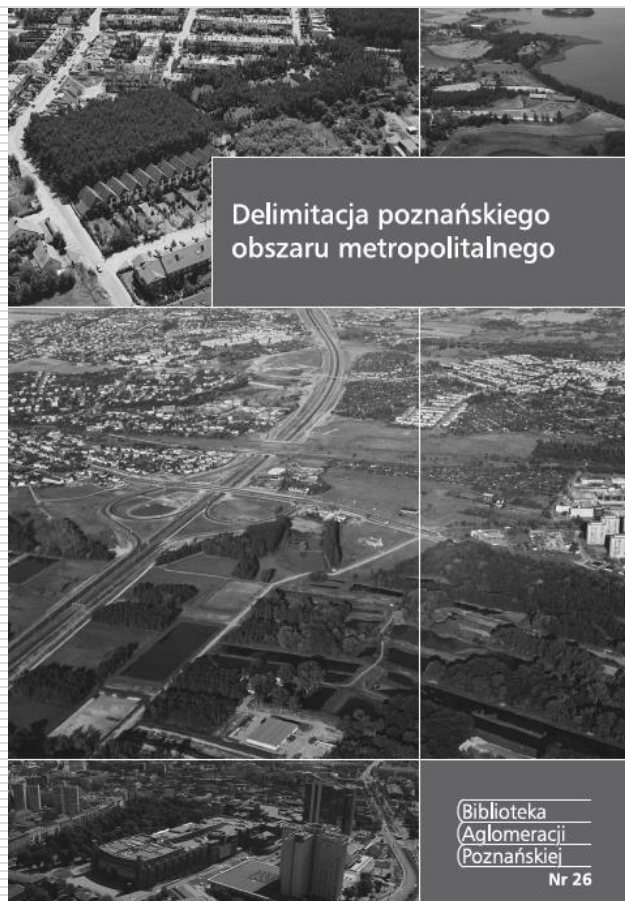 Delimitacja poznańskiego
obszaru metropolitalnego
Biblioteka
Aglomeracji
Poznańskiej
Nr 26